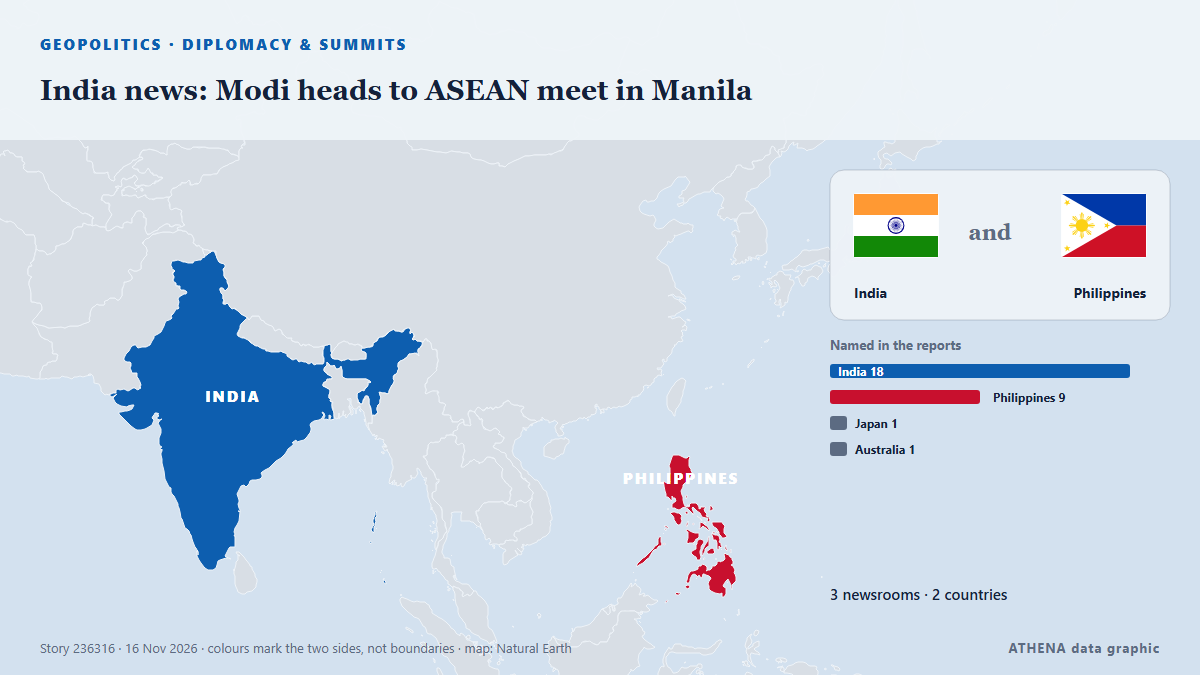 GEOPOLITICS · DIPLOMACY & SUMMITS
India news: Modi heads to ASEAN meet in Manila
and
India
Philippines
Named in the reports
India 18
Philippines 9
Japan 1
Australia 1
INDIA
PHILIPPINES
3 newsrooms · 2 countries
Story 236316 · 16 Nov 2026 · colours mark the two sides, not boundaries · map: Natural Earth
ATHENA data graphic